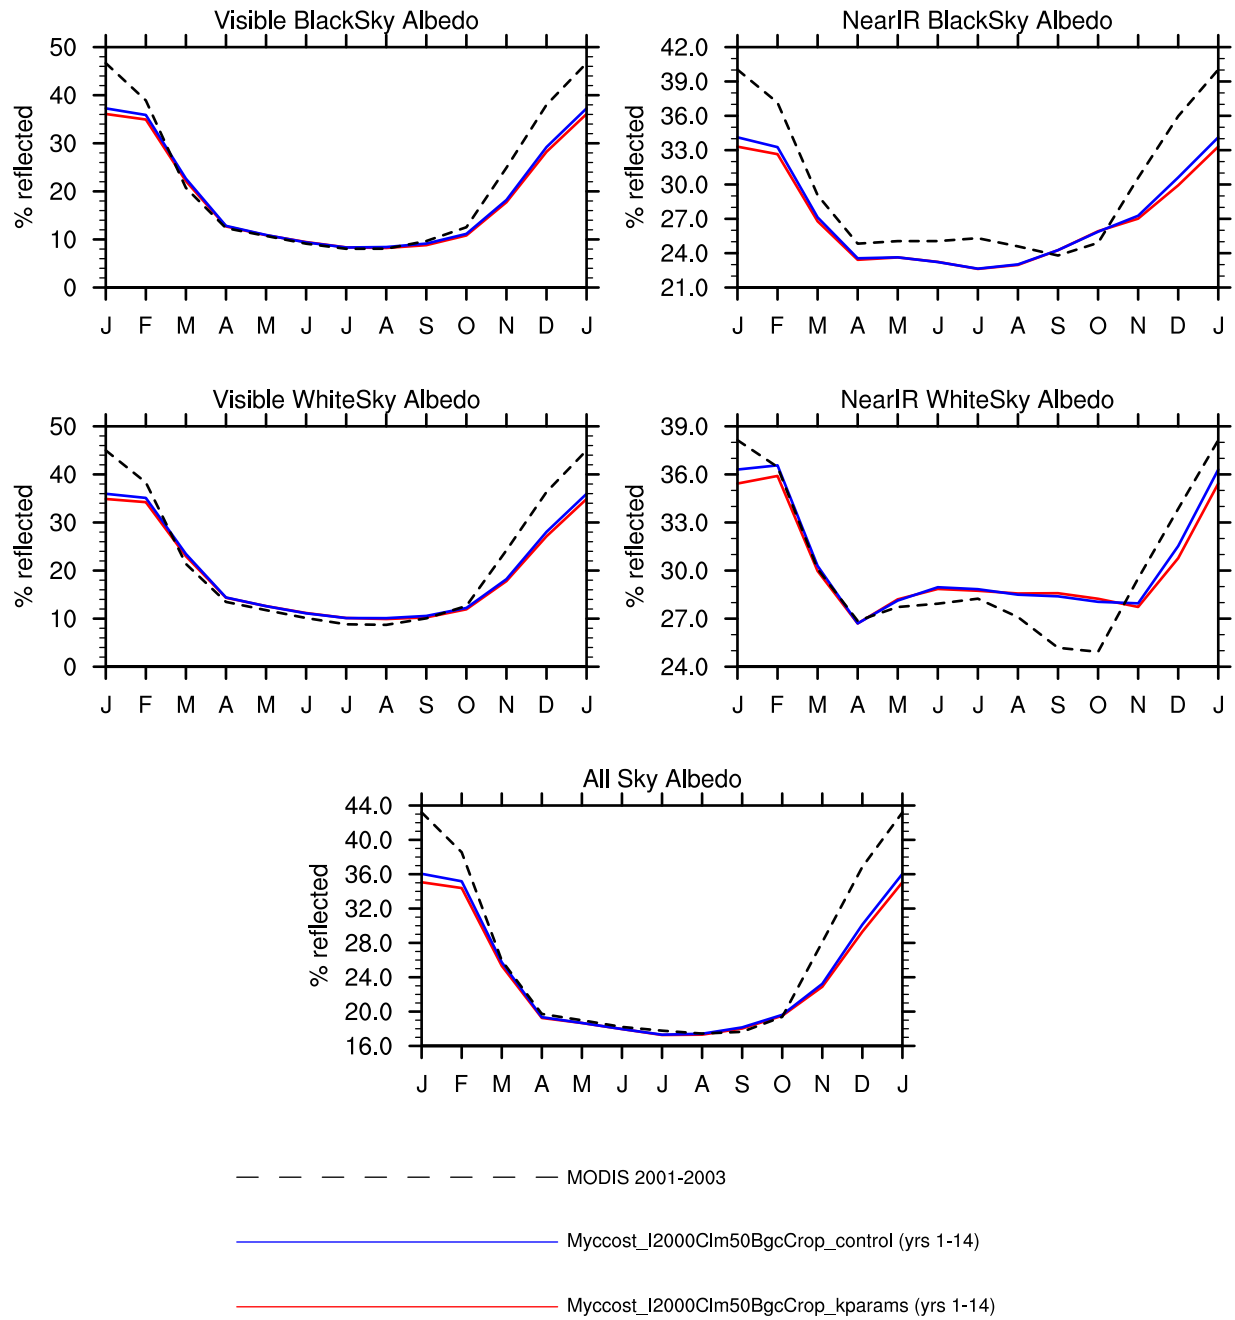 Visible BlackSky Albedo
% reflected
50
40
30
20
10
0
J F M A M J J A S O N D J
NearIR BlackSky Albedo
% reflected
42.0
39.0
36.0
33.0
30.0
27.0
24.0
21.0
J F M A M J J A S O N D J
Visible WhiteSky Albedo
% reflected
50
40
30
20
10
0
J F M A M J J A S O N D J
NearIR WhiteSky Albedo
% reflected
39.0
36.0
33.0
30.0
27.0
24.0
J F M A M J J A S O N D J
All Sky Albedo
% reflected
44.0
40.0
36.0
32.0
28.0
24.0
20.0
16.0
J F M A M J J A S O N D J
MODIS 2001-2003
Myccost_I2000Clm50BgcCrop_control (yrs 1-14)
Myccost_I2000Clm50BgcCrop_kparams (yrs 1-14)